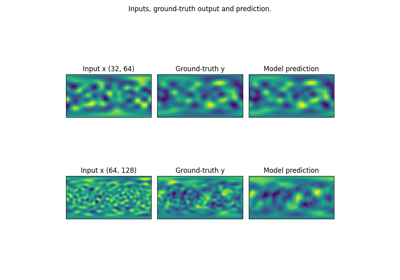 Inputs, ground-truth output and prediction.
Input x (32, 64)
Ground-truth y
Model prediction
Input x (64, 128)
Ground-truth y
Model prediction